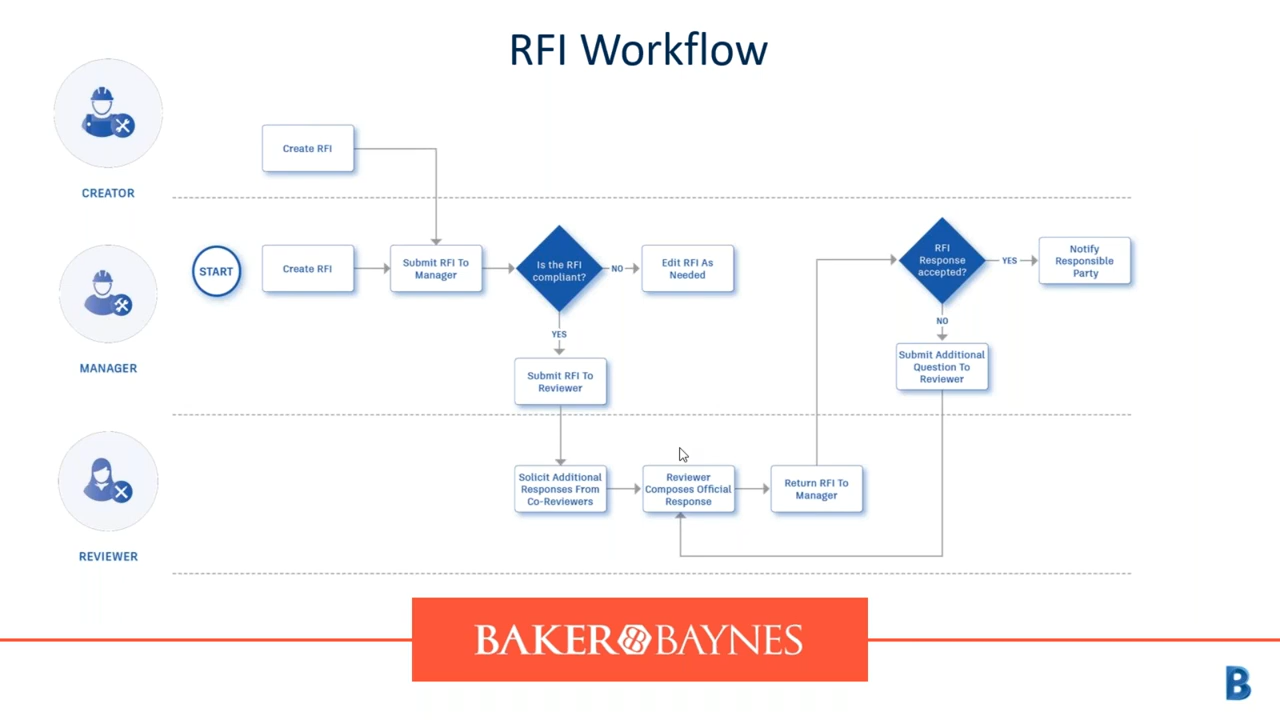 RFI Workflow
CREATOR
Create RFI
MANAGER
START
Create RFI
Submit RFI To
Manager
Is the RFI
compliant?
NO
Edit RFI As
Needed
YES
Submit RFI To
Reviewer
RFI
Response
accepted?
YES
Notify
Responsible
Party
NO
Submit Additional
Question To
Reviewer
REVIEWER
Solicit Additional
Responses From
Co-Reviewers
Reviewer
Composes Official
Response
Return RFI To
Manager
BAKER BAYNES
B